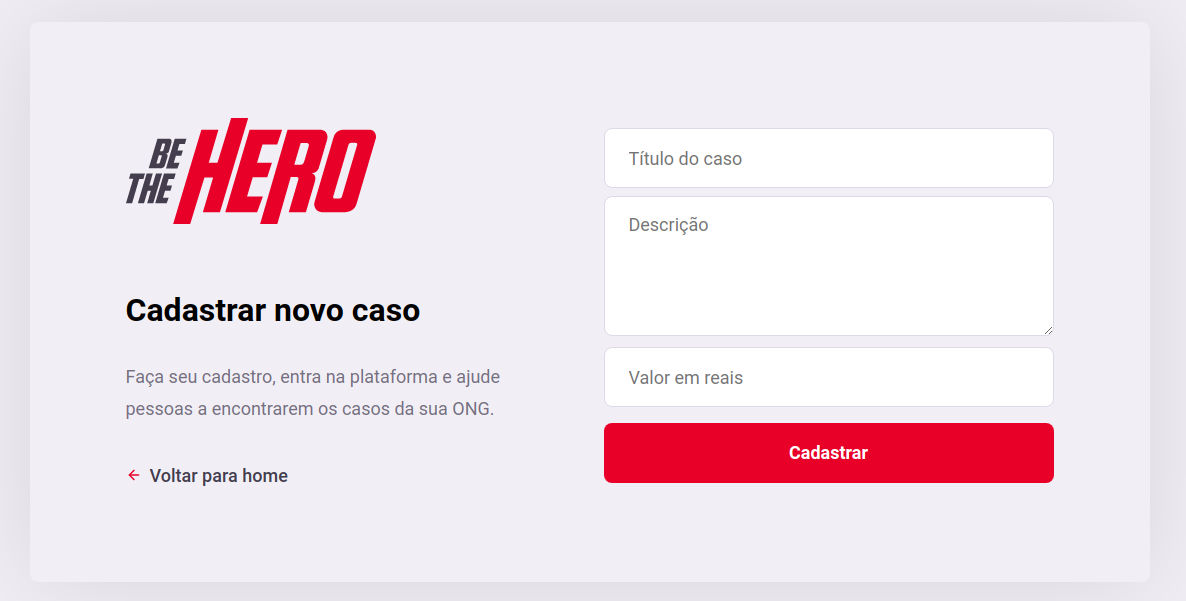 BE
THE
HERO
Cadastrar novo caso
Faça seu cadastro, entra na plataforma e ajude
pessoas a encontrarem os casos da sua ONG.
Voltar para home
Título do caso
Descrição
Valor em reais
Cadastrar